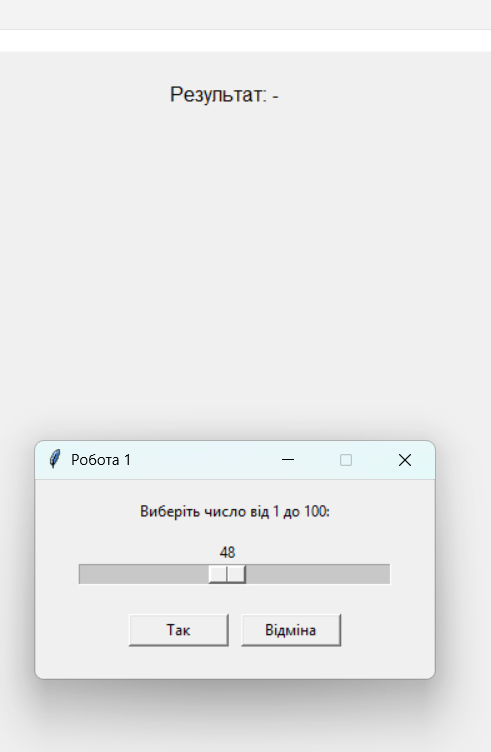 Результат: -
Робота 1
Виберіть число від 1 до 100:
48
Так Відміна